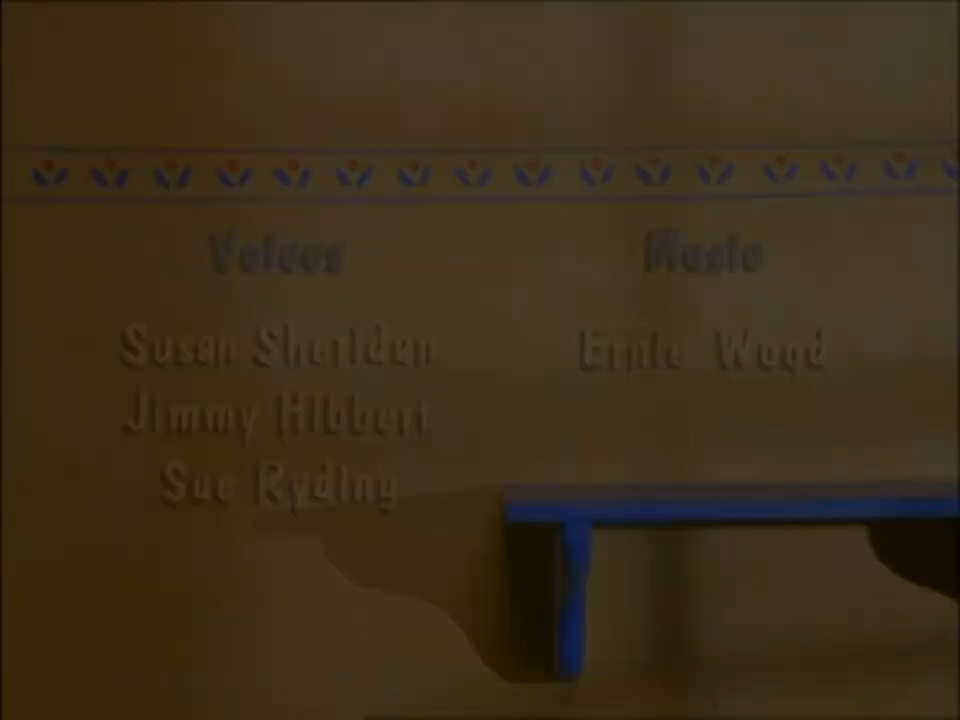 Voices
Susan Sheridan
Jimmy Hibbert
Sue Ryding
Music
Ernie Wood